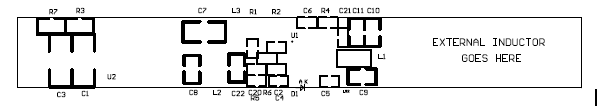 R7 R3 C7 L3 R1 R2 C6 R4 C21 C11 C10
U1
EXTERNAL INDUCTOR
GOES HERE
L1
U2
A K
C3 C1 C8 L2 C22 C20 R6 C2 D1 C5 C9
R5 C4